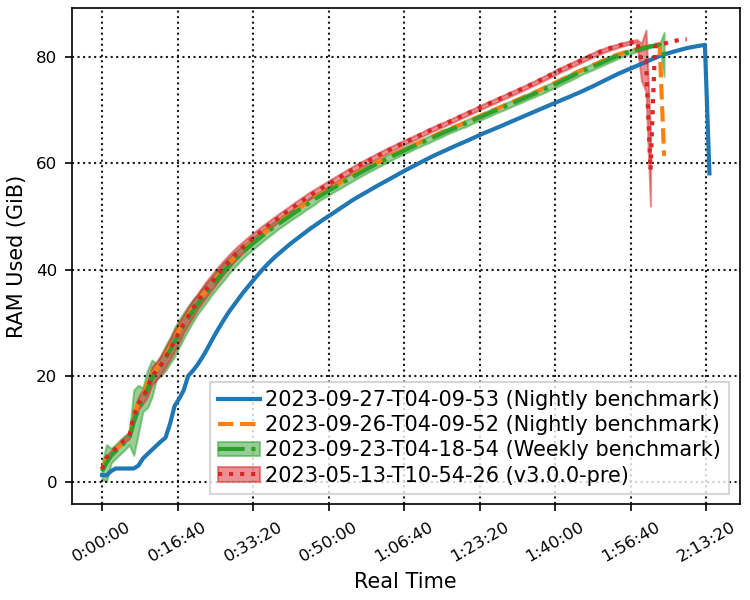 80
60
40
20
0
RAM Used (GiB)
2023-09-27-T04-09-53 (Nightly benchmark)
2023-09-26-T04-09-52 (Nightly benchmark)
2023-09-23-T04-18-54 (Weekly benchmark)
2023-05-13-T10-54-26 (v3.0.0-pre)
0:00:00
0:16:40
0:33:20
0:50:00
1:06:40
1:23:20
1:40:00
1:56:40
2:13:20
Real Time